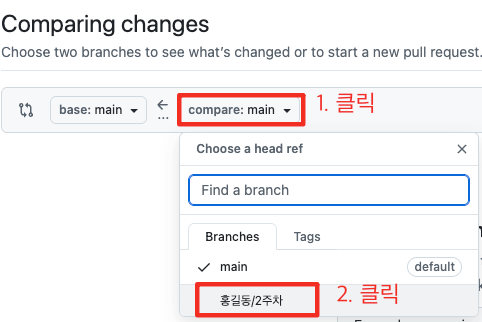 Comparing changes
Choose two branches to see what's changed or to start a new pull request.
base: main ← ... compare: main 1. 클릭
Choose a head ref
Find a branch
Branches Tags
main default
홍길동/2주차 2. 클릭